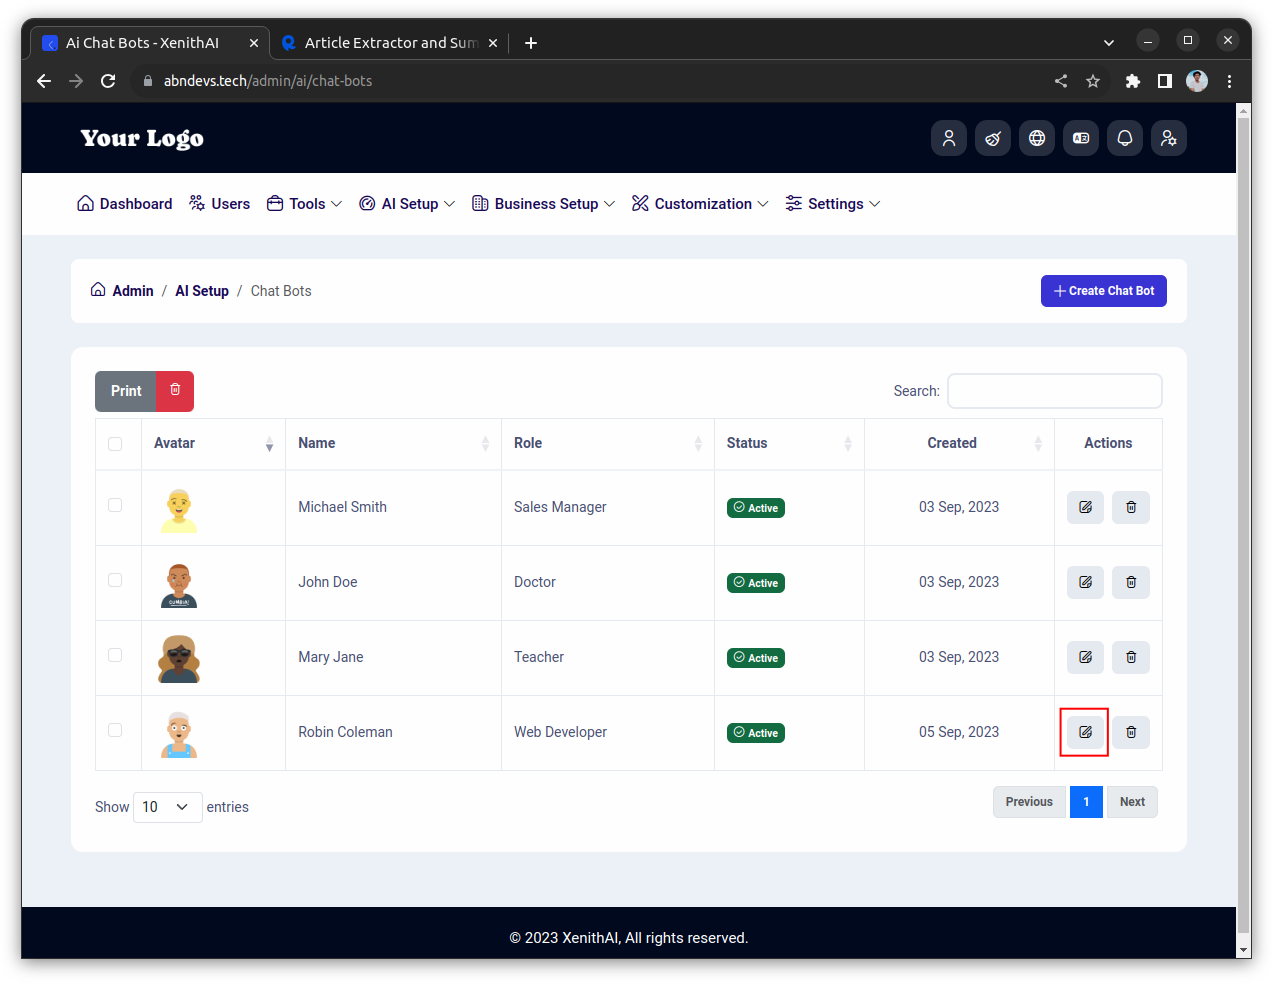 Ai Chat Bots - XenithAI
Article Extractor and Sum
abndevs.tech/admin/ai/chat-bots
Your Logo
Dashboard Users Tools AI Setup Business Setup Customization Settings
Admin / AI Setup / Chat Bots
Create Chat Bot
Print
Search:
Avatar Name Role Status Created Actions
Michael Smith Sales Manager Active 03 Sep, 2023
John Doe Doctor Active 03 Sep, 2023
Mary Jane Teacher Active 03 Sep, 2023
Robin Coleman Web Developer Active 05 Sep, 2023
Show 10 entries
Previous 1 Next
© 2023 XenithAI, All rights reserved.